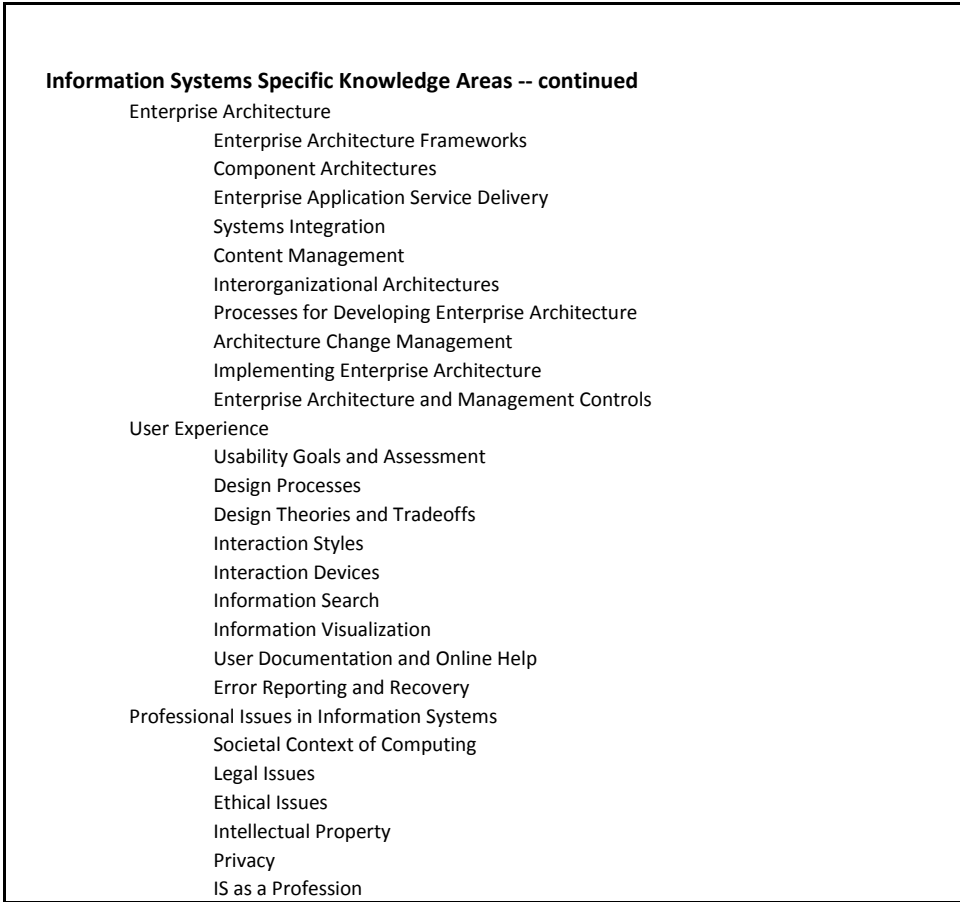 Information Systems Specific Knowledge Areas -- continued
Enterprise Architecture
Enterprise Architecture Frameworks
Component Architectures
Enterprise Application Service Delivery
Systems Integration
Content Management
Interorganizational Architectures
Processes for Developing Enterprise Architecture
Architecture Change Management
Implementing Enterprise Architecture
Enterprise Architecture and Management Controls
User Experience
Usability Goals and Assessment
Design Processes
Design Theories and Tradeoffs
Interaction Styles
Interaction Devices
Information Search
Information Visualization
User Documentation and Online Help
Error Reporting and Recovery
Professional Issues in Information Systems
Societal Context of Computing
Legal Issues
Ethical Issues
Intellectual Property
Privacy
IS as a Profession